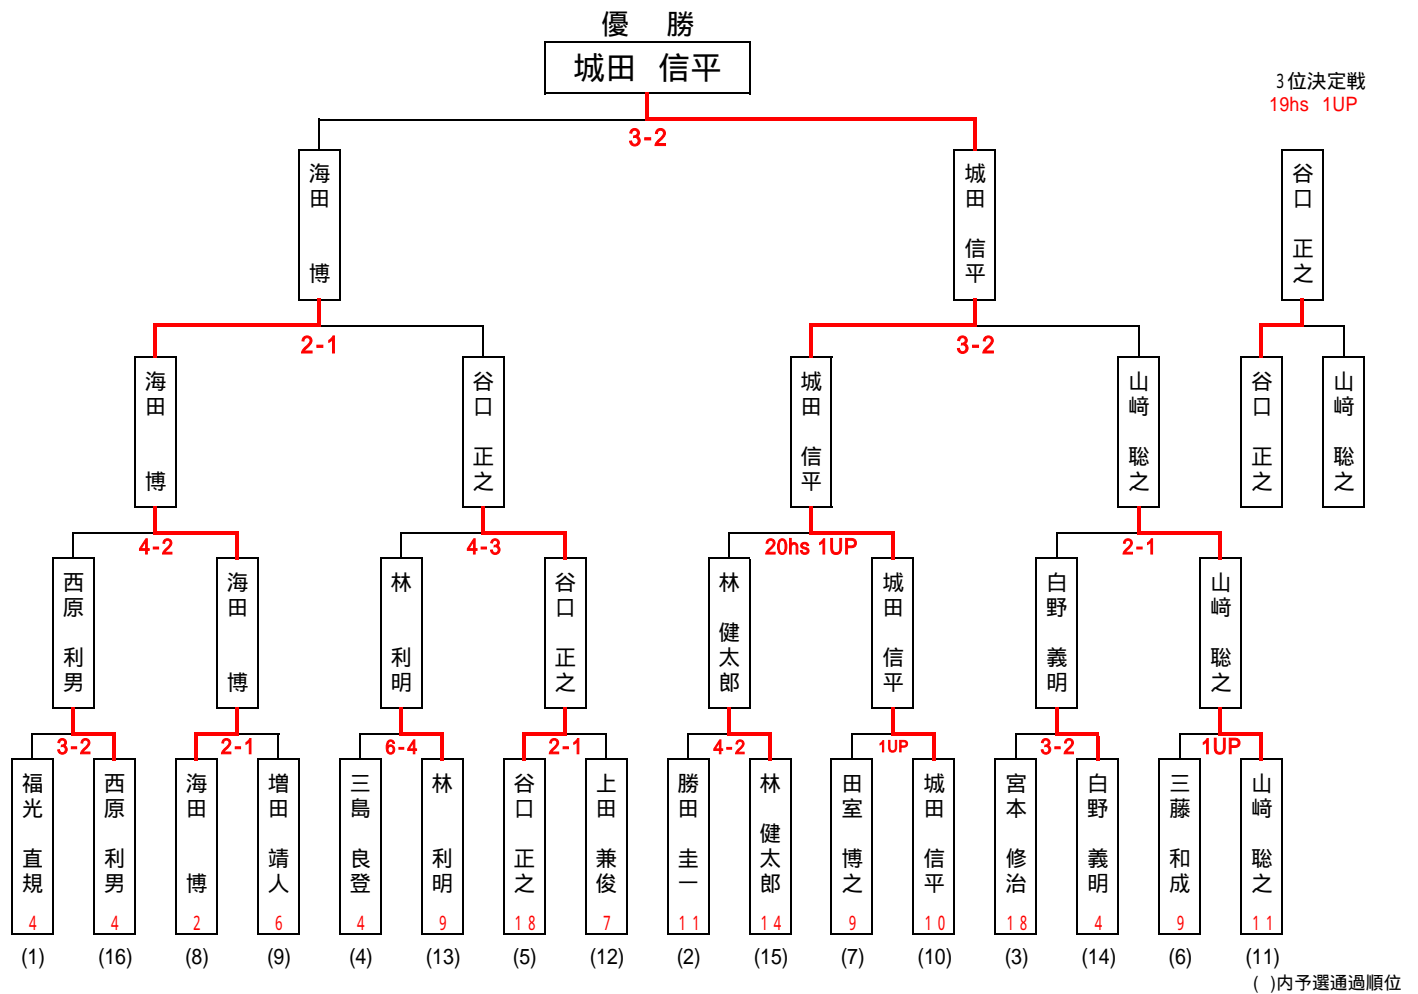 優　勝
城田　信平
3位決定戦
19hs 1UP
3-2
海田　博
城田　信平
谷口　正之
2-1
3-2
海田　博
谷口　正之
城田　信平
山﨑　聡之
谷口　正之
山﨑　聡之
4-2
4-3
20hs 1UP
2-1
西原　利男
海田　博
林　利明
谷口　正之
林　健太郎
城田　信平
白野　義明
山﨑　聡之
3-2
2-1
6-4
2-1
4-2
1UP
3-2
1UP
福光　直規
西原　利男
海田　博
増田　靖人
三島　良登
林　利明
谷口　正之
上田　兼俊
勝田　圭一
林　健太郎
田室　博之
城田　信平
宮本　修治
白野　義明
三藤　和成
山﨑　聡之
4
4
2
6
4
9
18
7
11
14
9
10
18
4
9
11
(1)
(16)
(8)
(9)
(4)
(13)
(5)
(12)
(2)
(15)
(7)
(10)
(3)
(14)
(6)
(11)
( )内予選通過順位